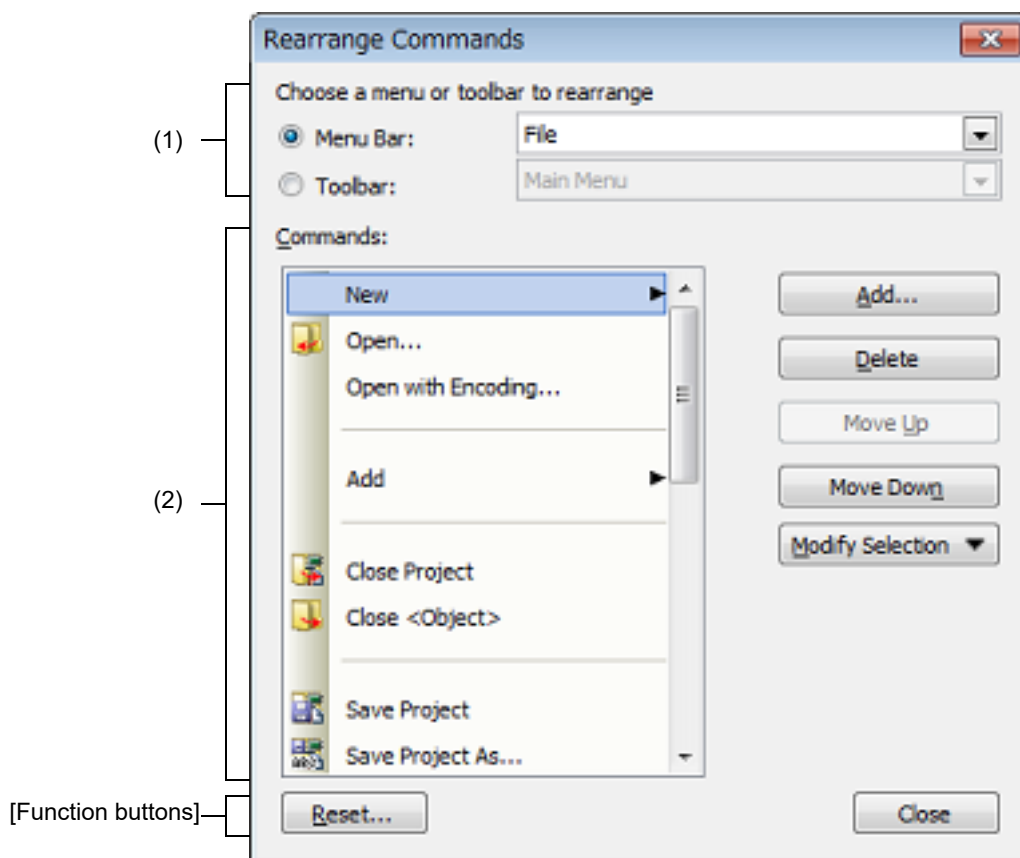 Rearrange Commands
Choose a menu or toolbar to rearrange
(1)
Menu Bar: File
Toolbar: Main Menu
Commands:
New
Add...
Open...
Delete
Open with Encoding...
Move Up
Add
Move Down
(2)
Modify Selection
Close Project
Close <Object>
Save Project
Save Project As...
[Function buttons]
Reset...
Close